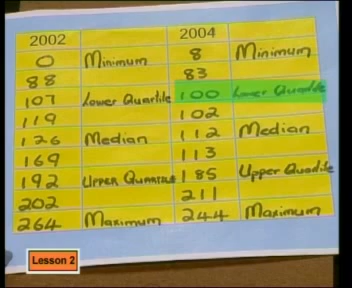 2002 2004
0 Minimum 8 Minimum
88 83
107 Lower Quartile 100 Lower Quartile
119 102
126 Median 112 Median
169 113
192 Upper Quartile 185 Upper Quartile
202 211
264 Maximum 244 Maximum
Lesson 2